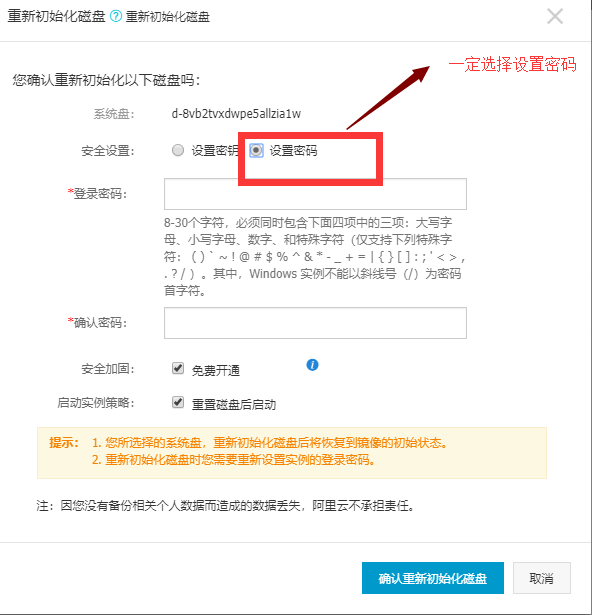 重新初始化磁盘 ? 重新初始化磁盘
一定选择设置密码
您确认重新初始化以下磁盘吗：
系统盘： d-8vb2tvxdwpe5allzia1w
安全设置： 设置密钥 设置密码
*登录密码：
8-30个字符，必须同时包含下面四项中的三项：大写字
母、小写字母、数字、和特殊字符（仅支持下列特殊字
符： ( ) ` ~ ! @ # $ % ^ & * - _ + = | { } [ ] : ; ' < > ,
. ? / ）。其中，Windows 实例不能以斜线号（/）为密码
首字符。
*确认密码：
安全加固： 免费开通 i
启动实例策略： 重置磁盘后启动
提示： 1. 您所选择的系统盘，重新初始化磁盘后将恢复到镜像的初始状态。
2. 重新初始化磁盘时您需要重新设置实例的登录密码。
注：因您没有备份相关个人数据而造成的数据丢失，阿里云不承担责任。
确认重新初始化磁盘 取消